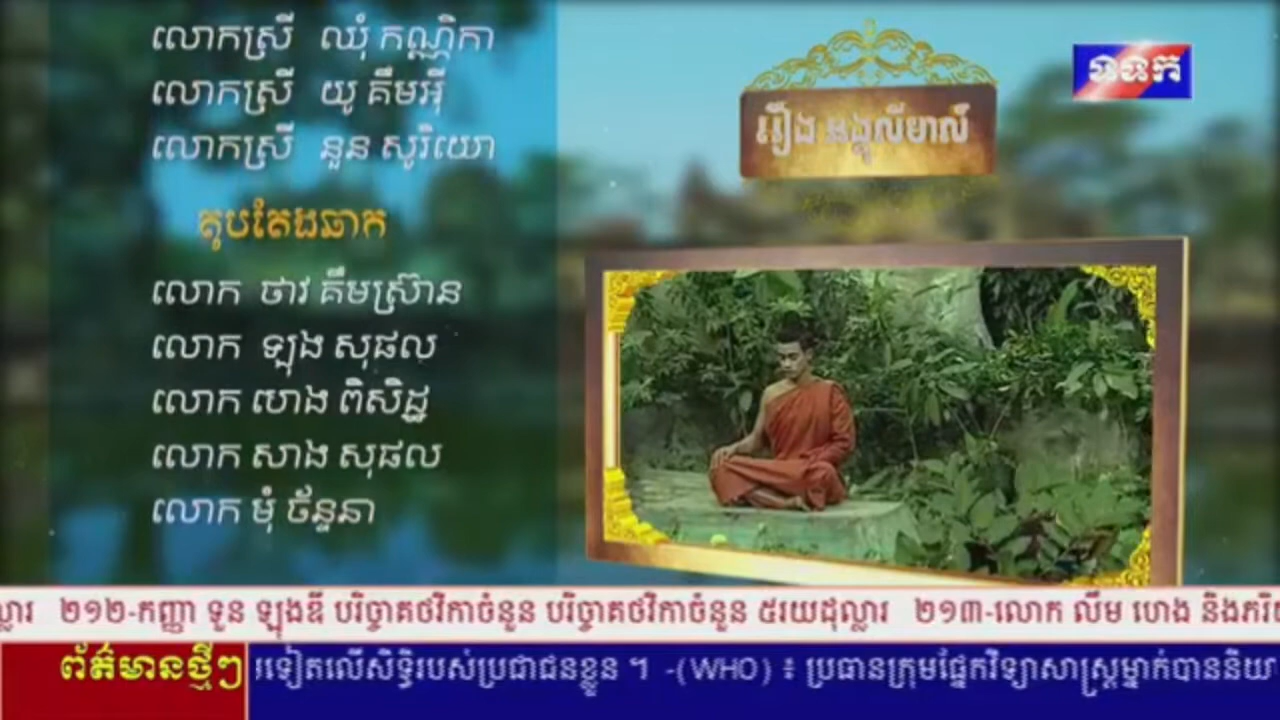 លោកស្រី ឈុំ កណ្ណិកា
លោកស្រី យូ គឹមអ៊ី
លោកស្រី នួន សូរិយោ
តុបតែងឆាក
លោក ថាវ គឹមស្រ៊ាន
លោក ឡុង សុផល
លោក ហេង ពិសិដ្ឋ
លោក សាង សុផល
លោក មុំ ច័ន្ទនា
ទទក
រឿង អង្គុលីមាល៍
ល្លារ ២១២-កញ្ញា ទូន ឡុងឌី បរិច្ចាគថវិកាចំនួន បរិច្ចាគថវិកាចំនួន ៥រយដុល្លារ ២១៣-លោក លឹម ហេង និងភរិ
ព័ត៌មានថ្មីៗ
រទៀតលើសិទ្ធិរបស់ប្រជាជនខ្លួន ។ -(WHO) ៖ ប្រធានក្រុមផ្នែកវិទ្យាសាស្ត្រម្នាក់បាននិយា